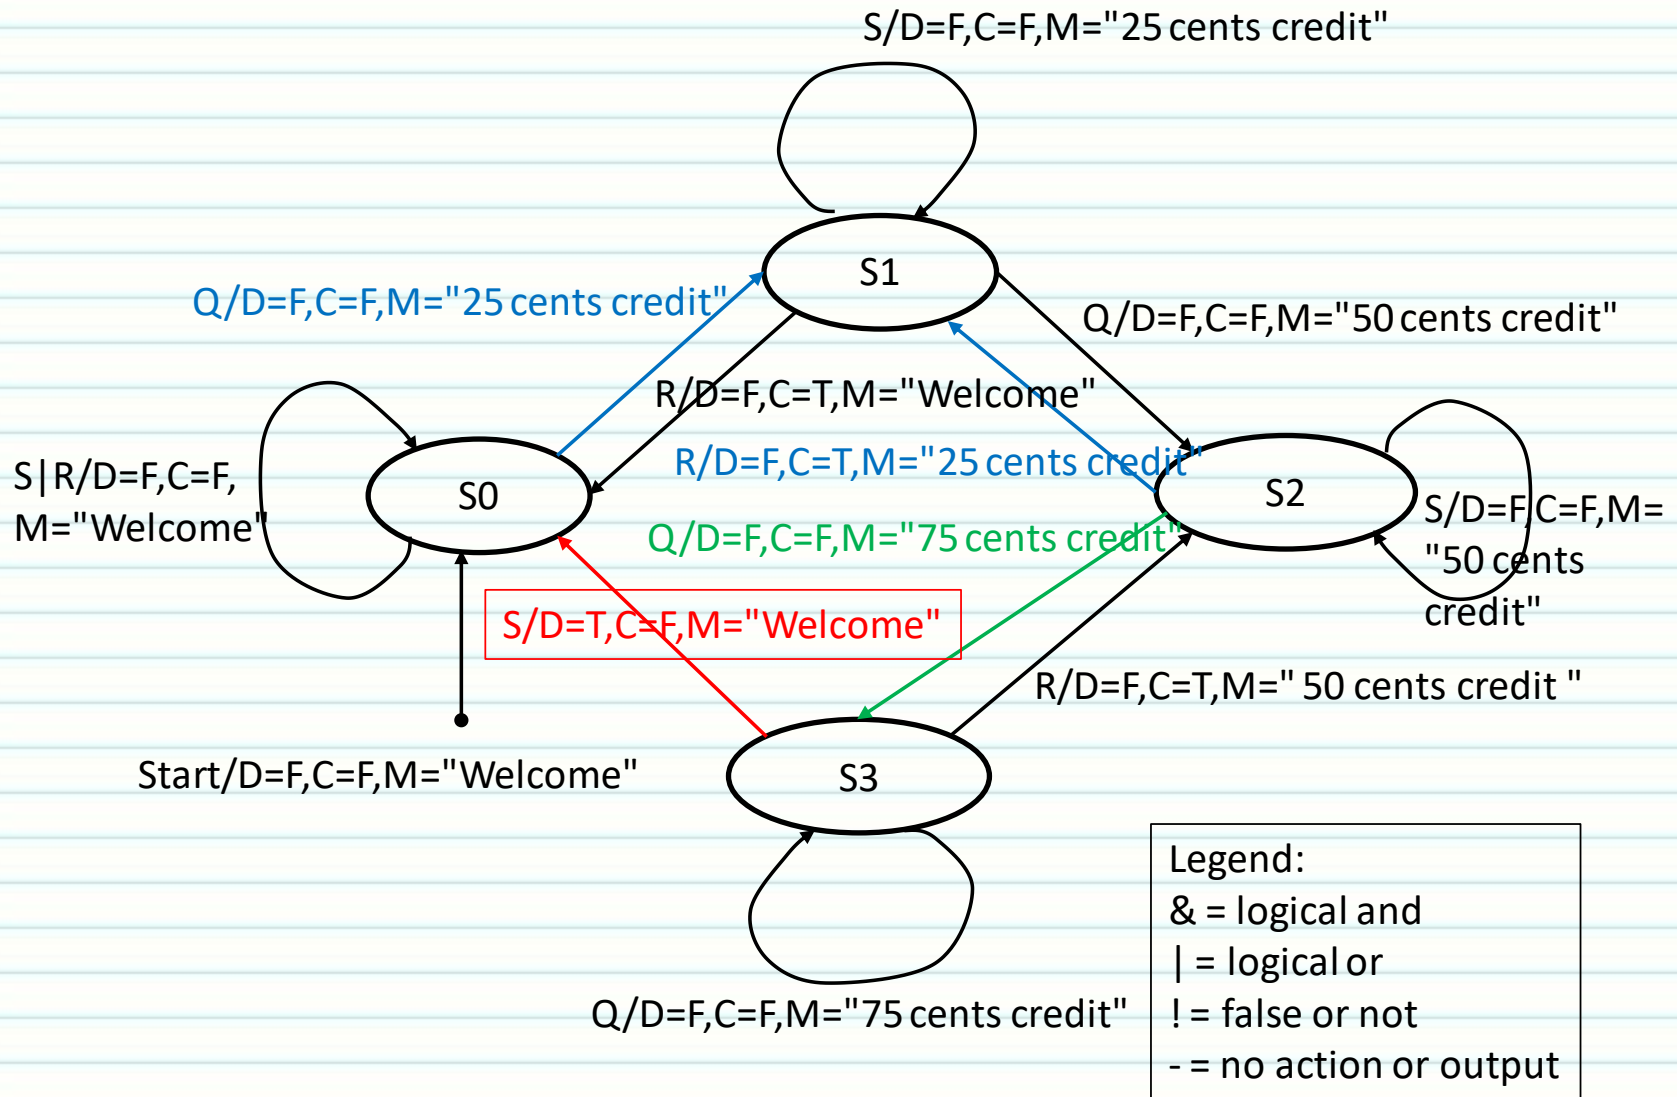 S/D=F,C=F,M="25 cents credit"
S1
Q/D=F,C=F,M="25 cents credit"
Q/D=F,C=F,M="50 cents credit"
R/D=F,C=T,M="Welcome"
R/D=F,C=T,M="25 cents credit"
S|R/D=F,C=F,
M="Welcome"
S0
S2
S/D=F,C=F,M=
"50 cents
credit"
Q/D=F,C=F,M="75 cents credit"
S/D=T,C=F,M="Welcome"
R/D=F,C=T,M=" 50 cents credit "
Start/D=F,C=F,M="Welcome"
S3
Q/D=F,C=F,M="75 cents credit"
Legend:
& = logical and
| = logical or
! = false or not
- = no action or output